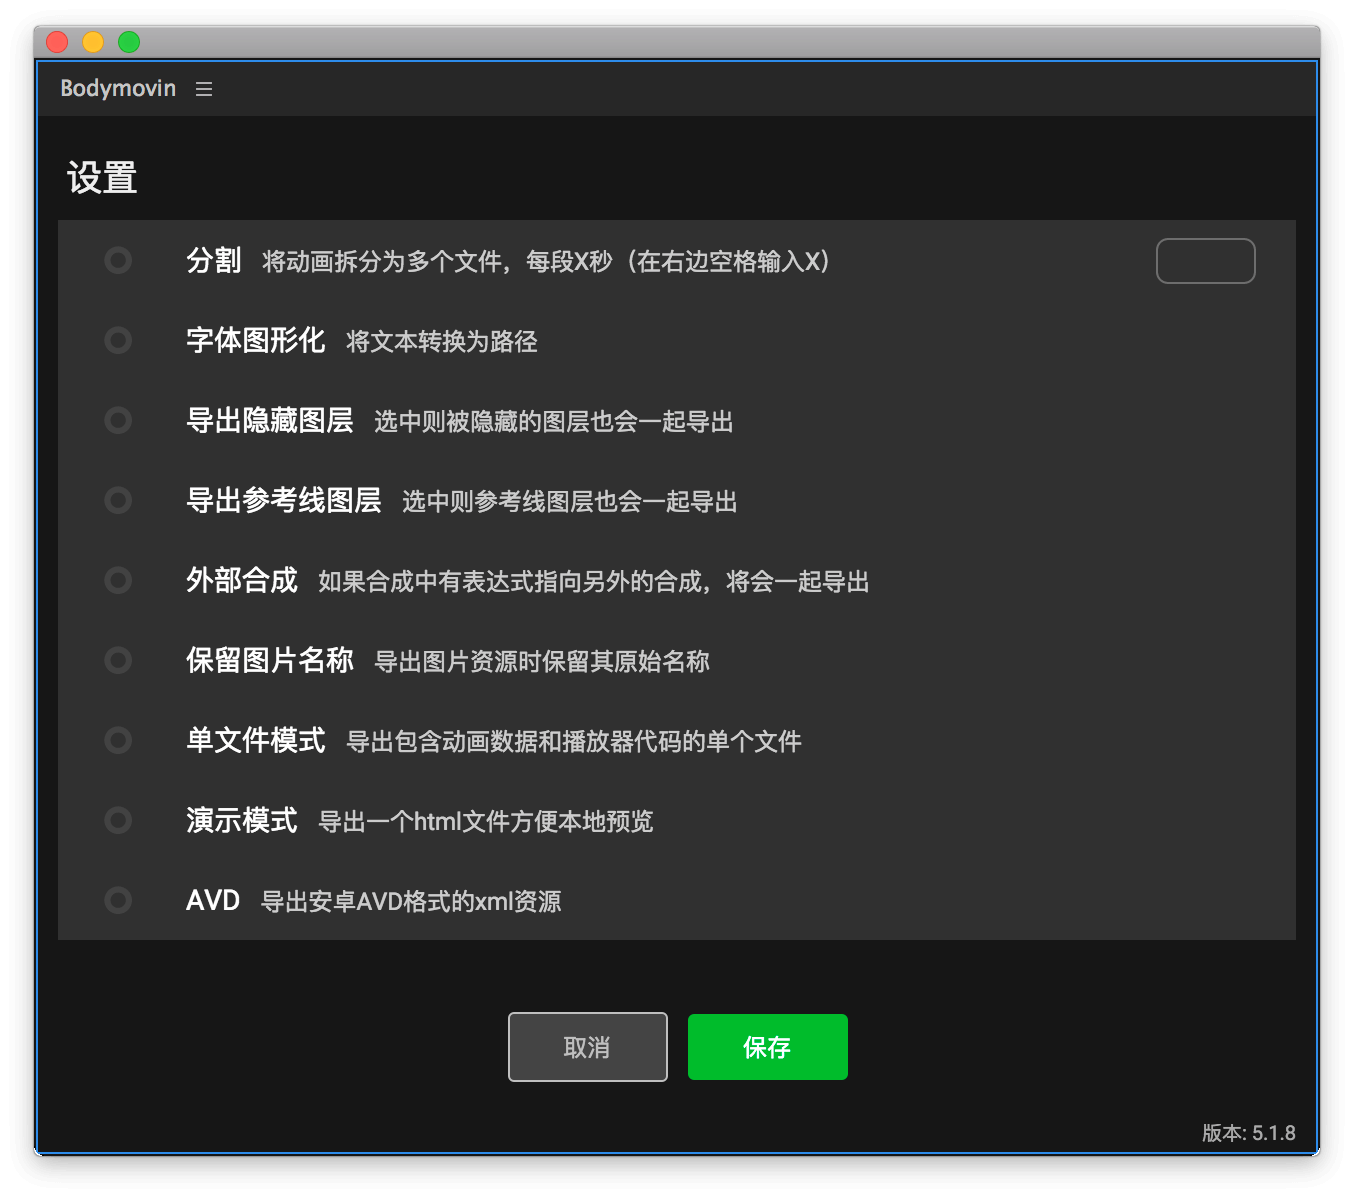 Bodymovin
设置
分割 将动画拆分为多个文件，每段X秒（在右边空格输入X）
字体图形化 将文本转换为路径
导出隐藏图层 选中则被隐藏的图层也会一起导出
导出参考线图层 选中则参考线图层也会一起导出
外部合成 如果合成中有表达式指向另外的合成，将会一起导出
保留图片名称 导出图片资源时保留其原始名称
单文件模式 导出包含动画数据和播放器代码的单个文件
演示模式 导出一个html文件方便本地预览
AVD 导出安卓AVD格式的xml资源
取消 保存
版本: 5.1.8